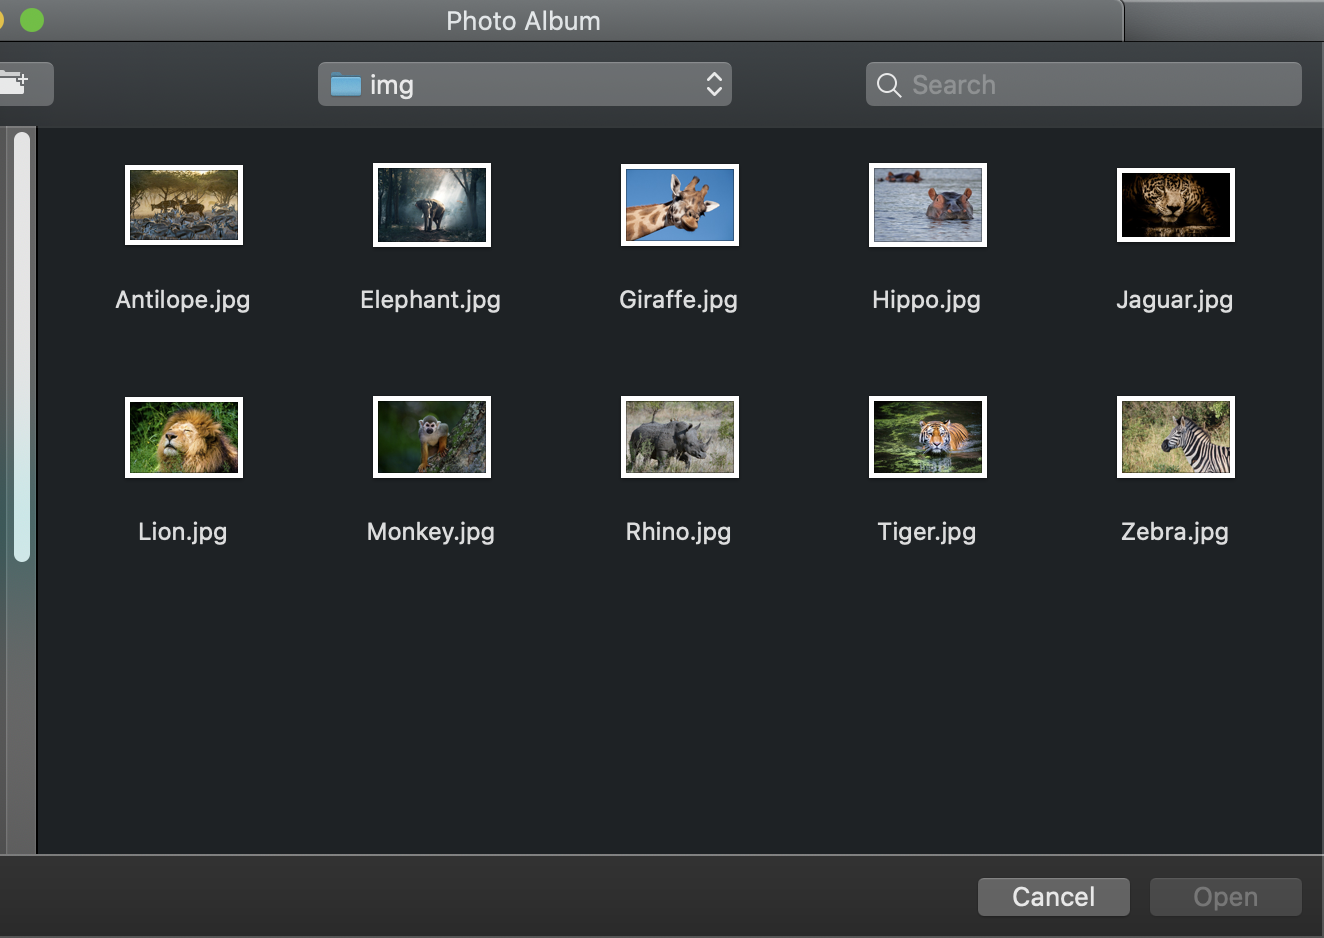 Photo Album
img
Search
Antilope.jpg
Elephant.jpg
Giraffe.jpg
Hippo.jpg
Jaguar.jpg
Lion.jpg
Monkey.jpg
Rhino.jpg
Tiger.jpg
Zebra.jpg
Cancel
Open